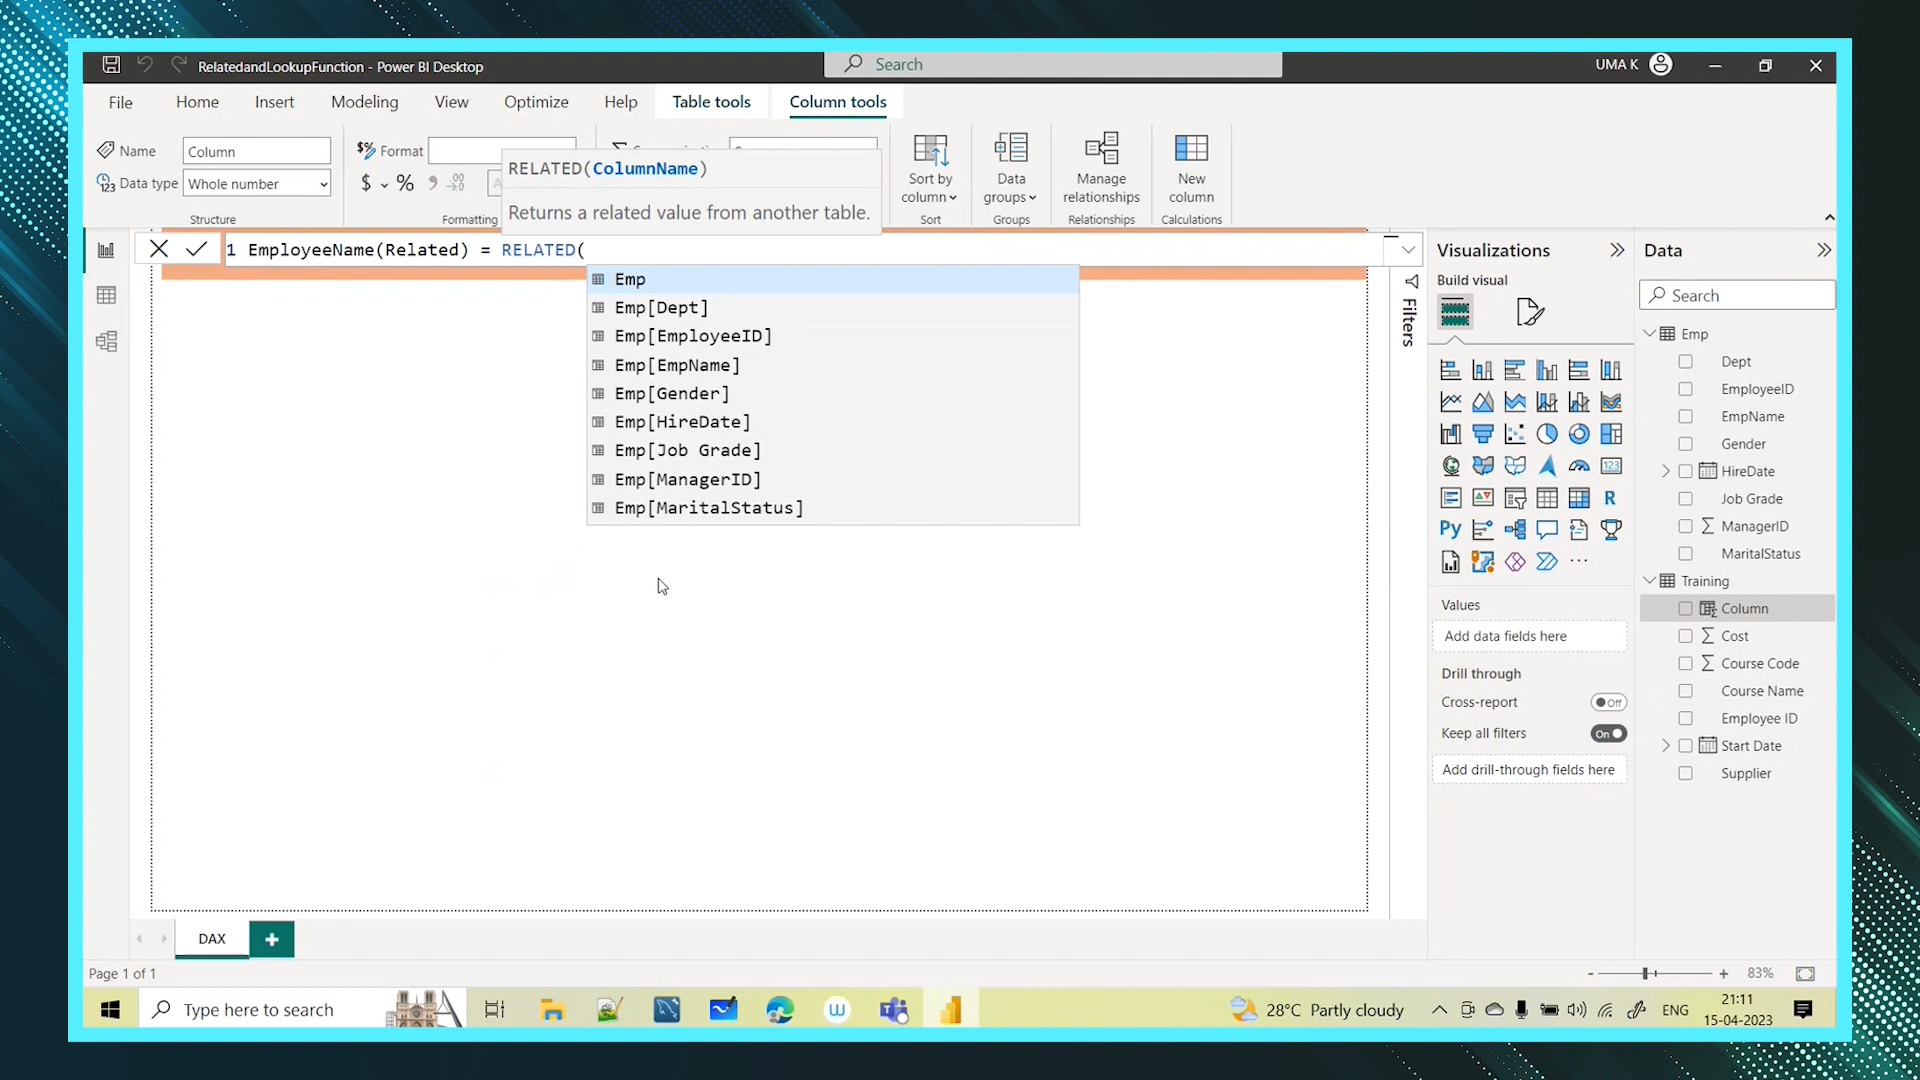 RelatedandLookupFunction - Power BI Desktop
Search
UMA K
File
Home
Insert
Modeling
View
Optimize
Help
Table tools
Column tools
Name
Column
Format
Data type
Whole number
$
%
Structure
Formatting
RELATED(ColumnName)
Returns a related value from another table.
Sort by
column
Sort
Data
groups
Groups
Manage
relationships
Relationships
New
column
Calculations
1 EmployeeName(Related) = RELATED(
Emp
Emp[Dept]
Emp[EmployeeID]
Emp[EmpName]
Emp[Gender]
Emp[HireDate]
Emp[Job Grade]
Emp[ManagerID]
Emp[MaritalStatus]
Filters
Visualizations
Build visual
123
R
Py
Values
Add data fields here
Drill through
Cross-report
Off
Keep all filters
On
Add drill-through fields here
Data
Search
Emp
Dept
EmployeeID
EmpName
Gender
HireDate
Job Grade
ManagerID
MaritalStatus
Training
Column
Cost
Course Code
Course Name
Employee ID
Start Date
Supplier
DAX
Page 1 of 1
83%
Type here to search
28°C Partly cloudy
ENG
21:11
15-04-2023